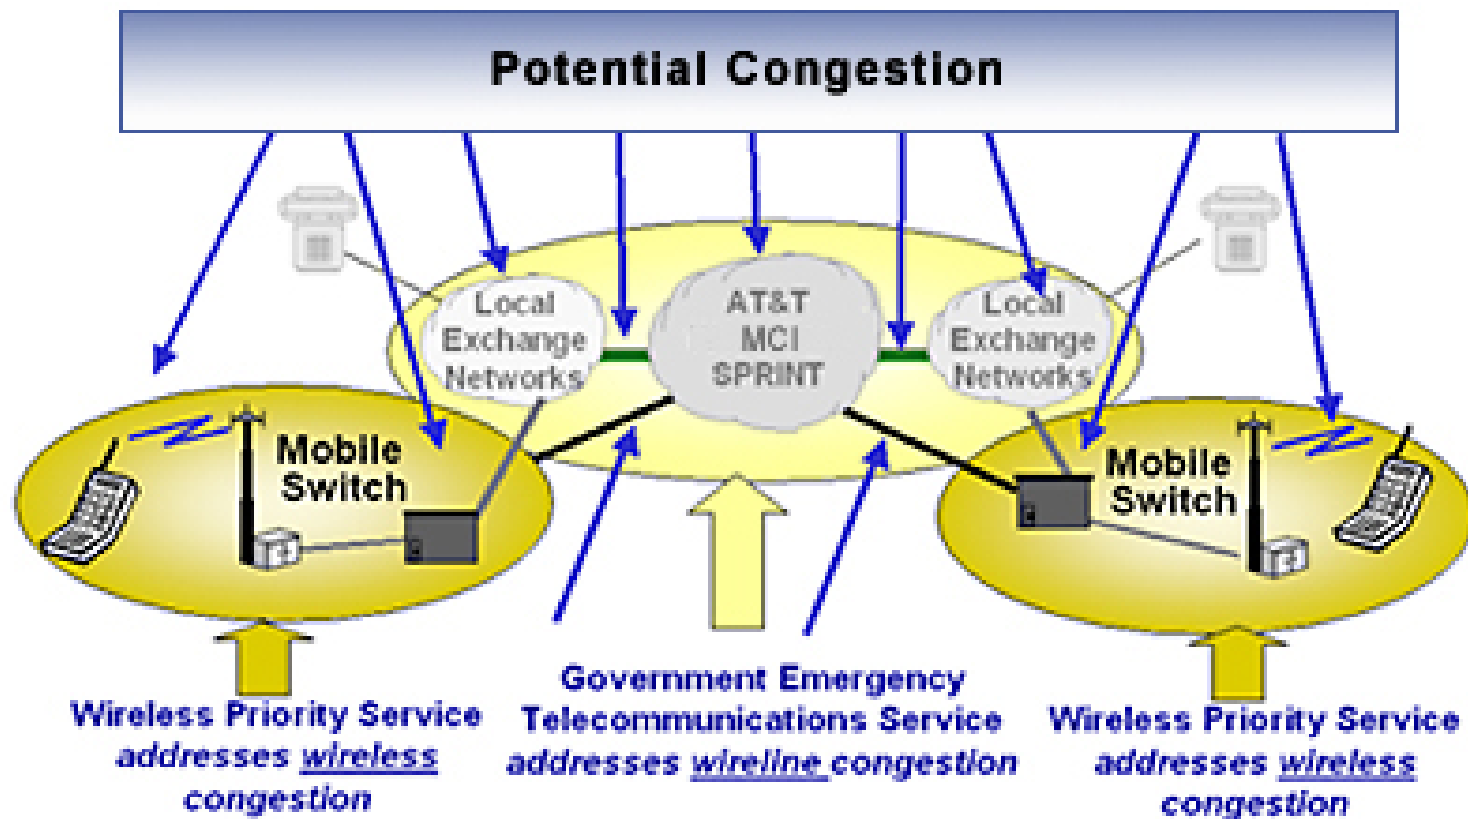 Potential Congestion
Local
Exchange
Networks
AT&T
MCI
SPRINT
Local
Exchange
Networks
Mobile
Switch
Mobile
Switch
Wireless Priority Service
addresses wireless
congestion
Government Emergency
Telecommunications Service
addresses wireline congestion
Wireless Priority Service
addresses wireless
congestion